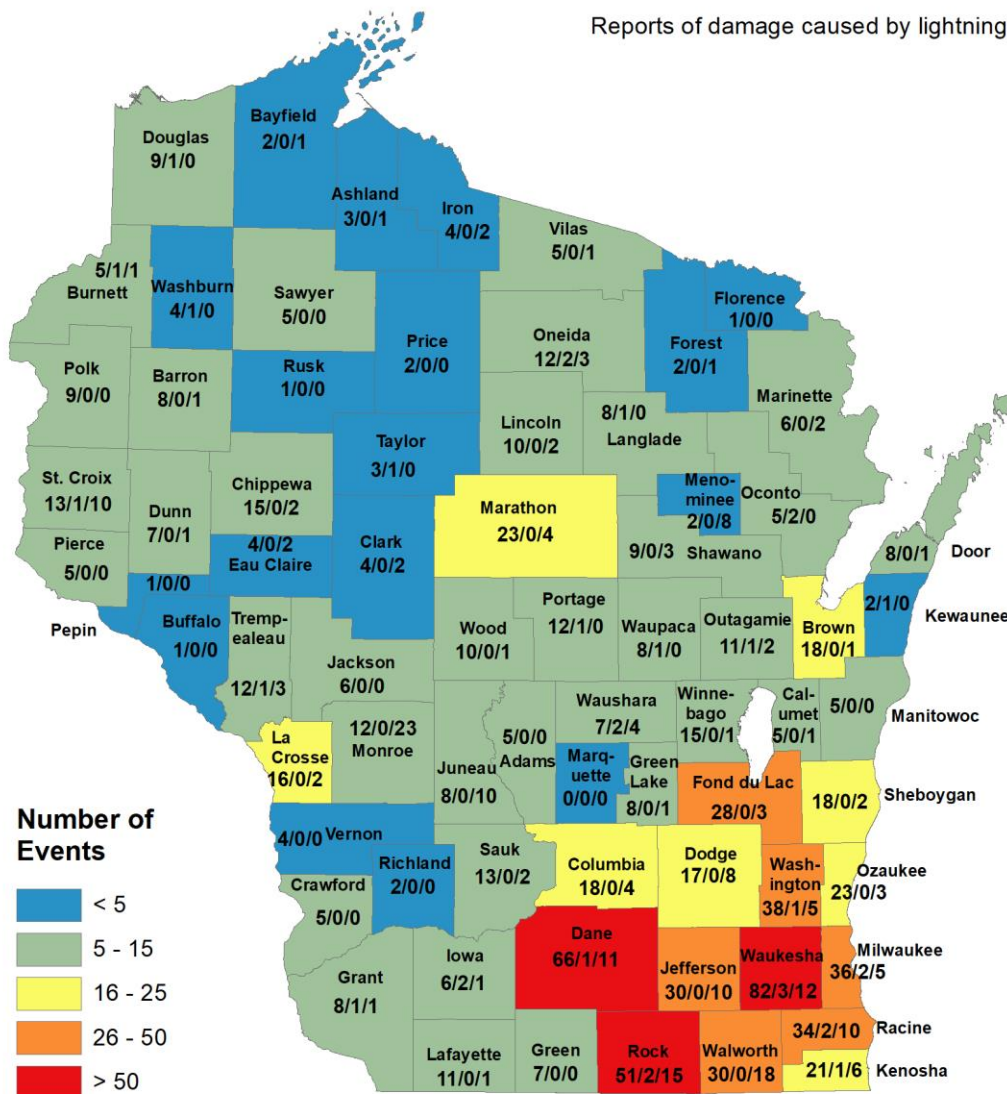 Reports of damage caused by lightning
Douglas
9/1/0
Bayfield
2/0/1
Ashland
3/0/1
Iron
4/0/2
Vilas
5/0/1
5/1/1
Burnett
Washburn
4/1/0
Sawyer
5/0/0
Price
2/0/0
Oneida
12/2/3
Forest
2/0/1
Florence
1/0/0
Polk
9/0/0
Barron
8/0/1
Rusk
1/0/0
Marinette
6/0/2
Lincoln
10/0/2
8/1/0
Langlade
Taylor
3/1/0
St. Croix
13/1/10
Dunn
7/0/1
Chippewa
15/0/2
Marathon
23/0/4
Meno-
minee
2/0/8
Oconto
5/2/0
Pierce
5/0/0
4/0/2
Eau Claire
Clark
4/0/2
9/0/3
Shawano
8/0/1
Door
1/0/0
Pepin
Buffalo
1/0/0
Tremp-
ealeau
12/1/3
Jackson
6/0/0
Wood
10/0/1
Portage
12/1/0
Waupaca
8/1/0
Outagamie
11/1/2
Brown
18/0/1
2/1/0
Kewaunee
La
Crosse
16/0/2
12/0/23
Monroe
Juneau
8/0/10
5/0/0
Adams
Waushara
7/2/4
Winne-
bago
15/0/1
Cal-
umet
5/0/1
5/0/0
Manitowoc
Marq-
uette
0/0/0
Green
Lake
8/0/1
Fond du Lac
28/0/3
18/0/2
Sheboygan
4/0/0
Vernon
Richland
2/0/0
Sauk
13/0/2
Columbia
18/0/4
Dodge
17/0/8
Wash-
ington
38/1/5
Ozaukee
23/0/3
Crawford
5/0/0
Grant
8/1/1
Iowa
6/2/1
Dane
66/1/11
Jefferson
30/0/10
Waukesha
82/3/12
Milwaukee
36/2/5
Lafayette
11/0/1
Green
7/0/0
Rock
51/2/15
Walworth
30/0/18
34/2/10
Racine
21/1/6
Kenosha
Number of
Events
< 5
5 - 15
16 - 25
26 - 50
> 50